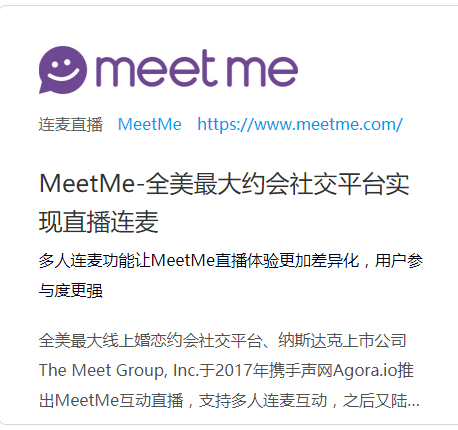 meet me
连麦直播 MeetMe https://www.meetme.com/
MeetMe-全美最大约会社交平台实
现直播连麦
多人连麦功能让MeetMe直播体验更加差异化，用户参
与度更强
全美最大线上婚恋约会社交平台、纳斯达克上市公司
The Meet Group, Inc.于2017年携手声网Agora.io推
出MeetMe互动直播，支持多人连麦互动，之后又陆...